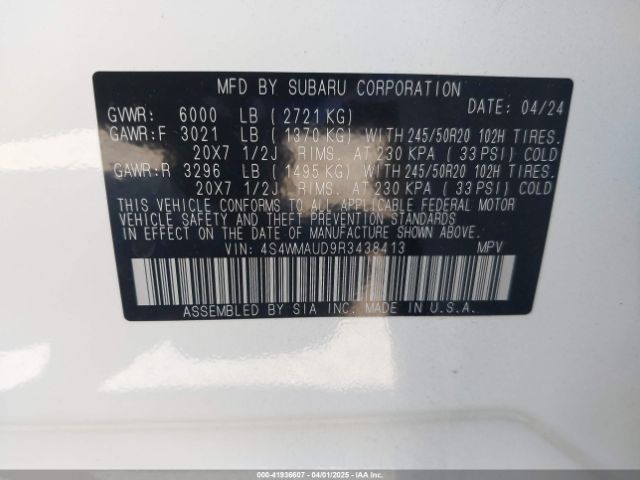 MFD BY SUBARU CORPORATION
DATE: 04/24
GVWR: 6000 LB ( 2721 KG)
GAWR:F 3021 LB ( 1370 KG) WITH 245/50R20 102H TIRES.
20X7 1/2J RIMS. AT 230 KPA ( 33 PSI) COLD
GAWR:R 3296 LB ( 1495 KG) WITH 245/50R20 102H TIRES.
20X7 1/2J RIMS. AT 230 KPA ( 33 PSI) COLD
THIS VEHICLE CONFORMS TO ALL APPLICABLE FEDERAL MOTOR
VEHICLE SAFETY AND THEFT PREVENTION STANDARDS
IN EFFECT ON THE DATE OF MANUFACTURE SHOWN ABOVE.
VIN: 4S4WMAUD9R3438413 MPV
ASSEMBLED BY SIA INC. MADE IN U.S.A.
000-41936607 - 04/01/2025 - IAA Inc.